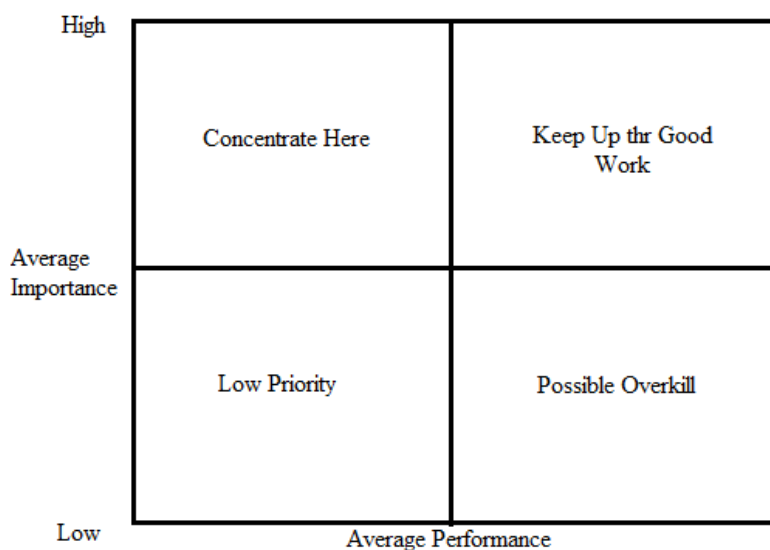 High
Concentrate Here
Keep Up thr Good
Work
Average
Importance
Low Priority
Possible Overkill
Low
Average Performance